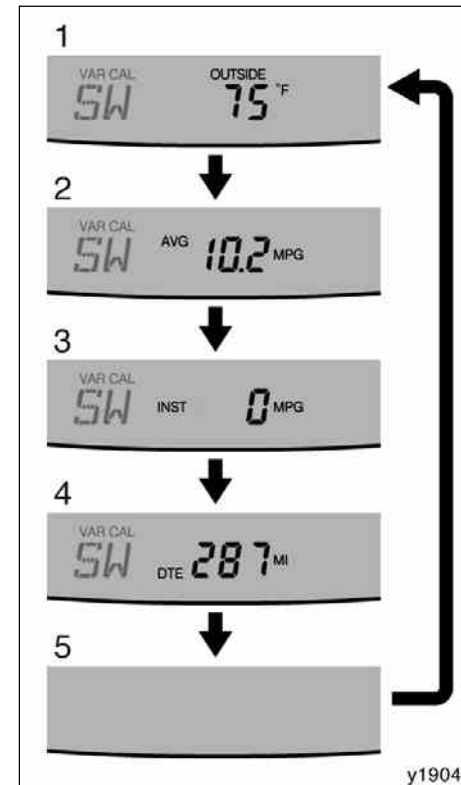 1
VAR CAL OUTSIDE
SW 75 °F
2
VAR CAL
SW AVG 10.2 MPG
3
VAR CAL
SW INST 0 MPG
4
VAR CAL
SW DTE 287 MI
5
y1904